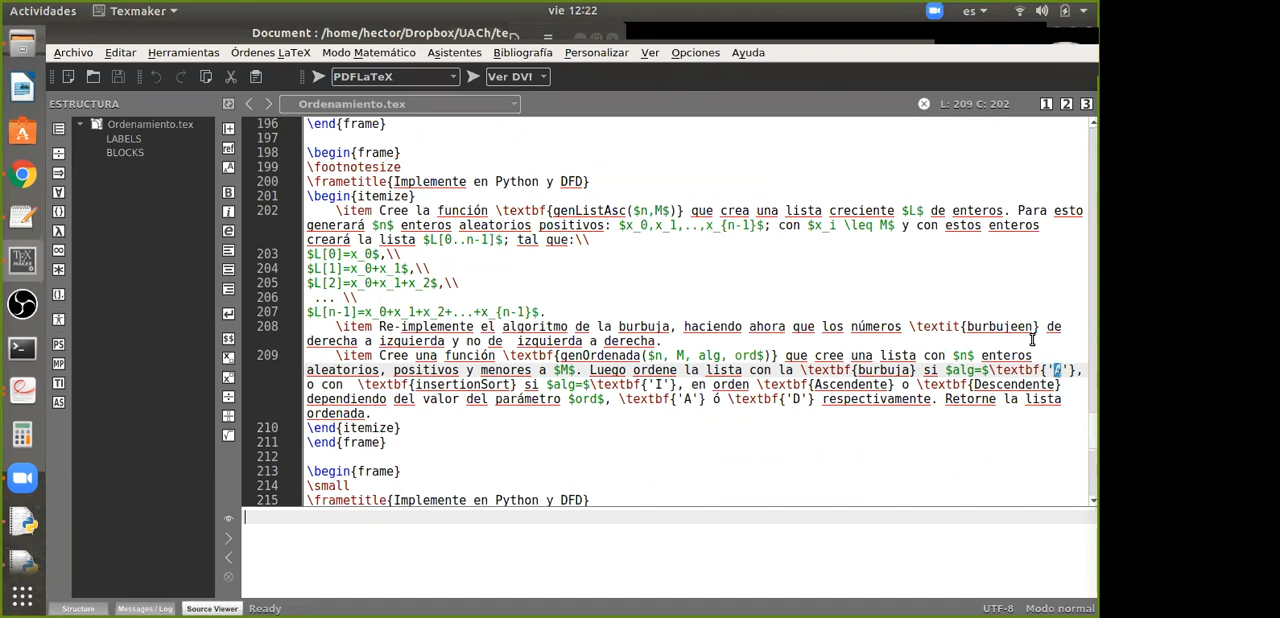 Actividades Texmaker vie 12:22 es
Document : /home/hector/Dropbox/UACh/te
Archivo Editar Herramientas Órdenes LaTeX Modo Matemático Asistentes Bibliografía Personalizar Ver Opciones Ayuda
PDFLaTeX Ver DVI
ESTRUCTURA Ordenamiento.tex L: 209 C: 202 1 2 3
Ordenamiento.tex
LABELS
BLOCKS
196 \end{frame}
197
198 \begin{frame}
199 \footnotesize
200 \frametitle{Implemente en Python y DFD}
201 \begin{itemize}
202 \item Cree la función \textbf{genListAsc($n,M$)} que crea una lista creciente $L$ de enteros. Para esto
generará $n$ enteros aleatorios positivos: $x_0,x_1,..,x_{n-1}$; con $x_i \leq M$ y con estos enteros
creará la lista $L[0..n-1]$; tal que:\\
203 $L[0]=x_0$,\\
204 $L[1]=x_0+x_1$,\\
205 $L[2]=x_0+x_1+x_2$,\\
206 ... \\
207 $L[n-1]=x_0+x_1+x_2+...+x_{n-1}$.
208 \item Re-implemente el algoritmo de la burbuja, haciendo ahora que los números \textit{burbujeen} de
derecha a izquierda y no de izquierda a derecha.
209 \item Cree una función \textbf{genOrdenada($n, M, alg, ord$)} que cree una lista con $n$ enteros
aleatorios, positivos y menores a $M$. Luego ordene la lista con la \textbf{burbuja} si $alg=$\textbf{' '},
o con \textbf{insertionSort} si $alg=$\textbf{'I'}, en orden \textbf{Ascendente} o \textbf{Descendente}
dependiendo del valor del parámetro $ord$, \textbf{'A'} ó \textbf{'D'} respectivamente. Retorne la lista
ordenada.
210 \end{itemize}
211 \end{frame}
212
213 \begin{frame}
214 \small
215 \frametitle{Implemente en Python y DFD}
Structure Messages / Log Source Viewer Ready UTF-8 Modo normal